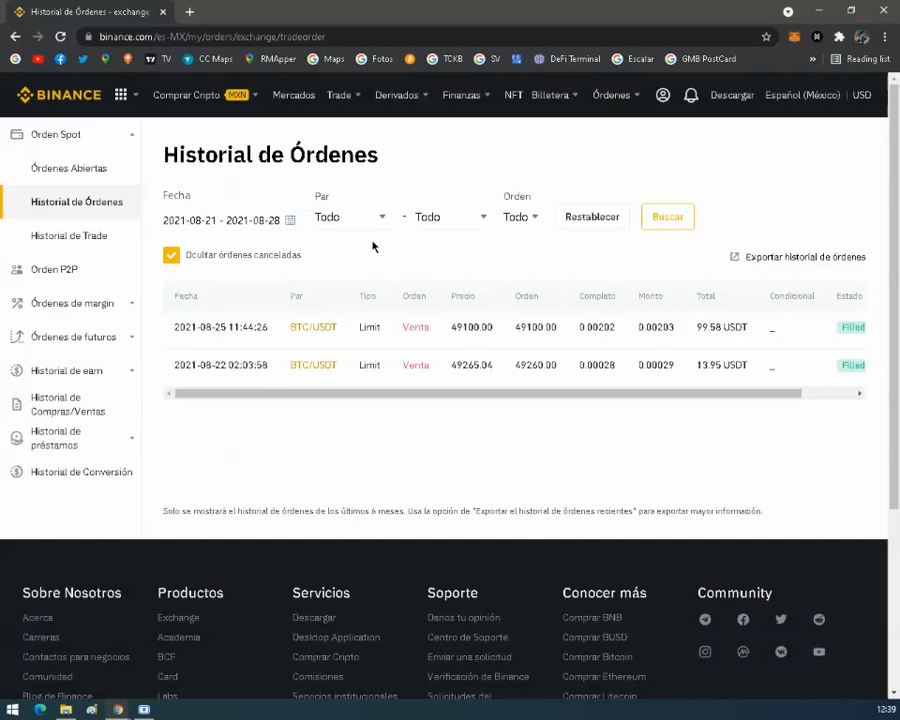 Historial de Órdenes - exchange
binance.com/es-MX/my/orders/exchange/tradeorder
TV CC Maps RMApper Maps Fotos TCKB SV DeFi Terminal Escalar GMB PostCard » Reading list
BINANCE Comprar Cripto MXN Mercados Trade Derivados Finanzas NFT Billetera Órdenes Descargar Español (México) USD
Orden Spot
Órdenes Abiertas
Historial de Órdenes
Historial de Trade
Orden P2P
Órdenes de margin
Órdenes de futuros
Historial de earn
Historial de
Compras/Ventas
Historial de
préstamos
Historial de Conversión
Historial de Órdenes
Fecha Par Orden
2021-08-21 - 2021-08-28 Todo - Todo Todo Restablecer Buscar
Ocultar órdenes canceladas Exportar historial de órdenes
Fecha Par Tipo Orden Precio Orden Completo Monto Total Condicional Estado
2021-08-25 11:44:26 BTC/USDT Limit Venta 49100.00 49100.00 0.00202 0.00203 99.58 USDT _ Filled
2021-08-22 02:03:58 BTC/USDT Limit Venta 49265.04 49260.00 0.00028 0.00029 13.95 USDT _ Filled
Solo se mostrará el historial de órdenes de los últimos 6 meses. Usa la opción de "Exportar el historial de órdenes recientes" para exportar mayor información.
Sobre Nosotros Productos Servicios Soporte Conocer más Community
Acerca Exchange Descargar Danos tu opinión Comprar BNB
Carreras Academia Desktop Application Centro de Soporte Comprar BUSD
Contactos para negocios BCF Comprar Cripto Enviar una solicitud Comprar Bitcoin
Comunidad Card Comisiones Verificación de Binance Comprar Ethereum
Blog de Binance Labs Servicios institucionales Solicitudes del Comprar Litecoin
12:39